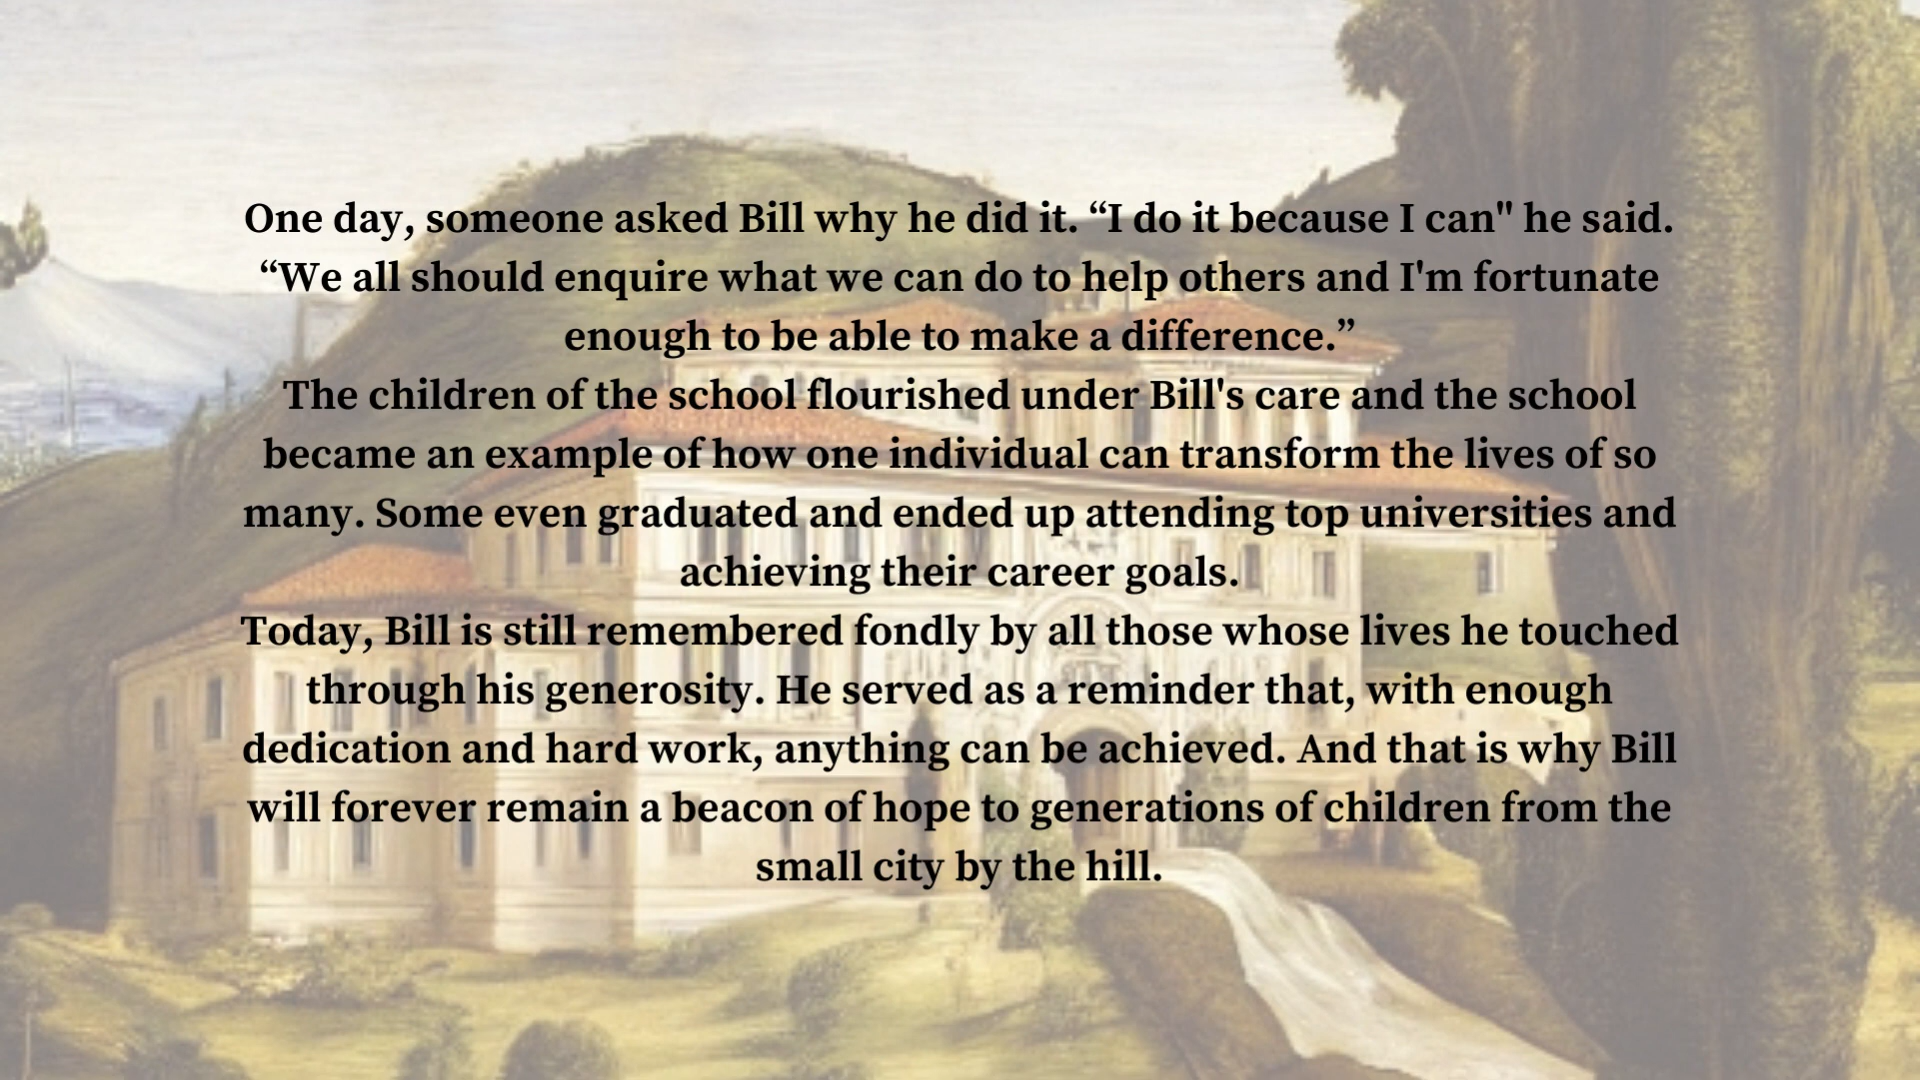 One day, someone asked Bill why he did it. “I do it because I can" he said.
“We all should enquire what we can do to help others and I'm fortunate
enough to be able to make a difference.”
The children of the school flourished under Bill's care and the school
became an example of how one individual can transform the lives of so
many. Some even graduated and ended up attending top universities and
achieving their career goals.
Today, Bill is still remembered fondly by all those whose lives he touched
through his generosity. He served as a reminder that, with enough
dedication and hard work, anything can be achieved. And that is why Bill
will forever remain a beacon of hope to generations of children from the
small city by the hill.